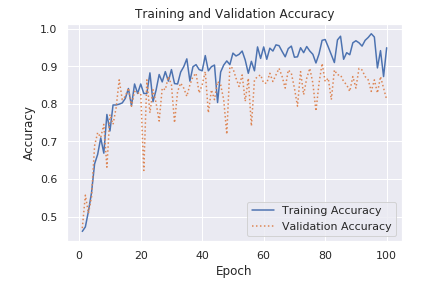 Training and Validation Accuracy
1.0
0.9
0.8
0.7
0.6
0.5
Accuracy
Training Accuracy
Validation Accuracy
0 20 40 60 80 100
Epoch